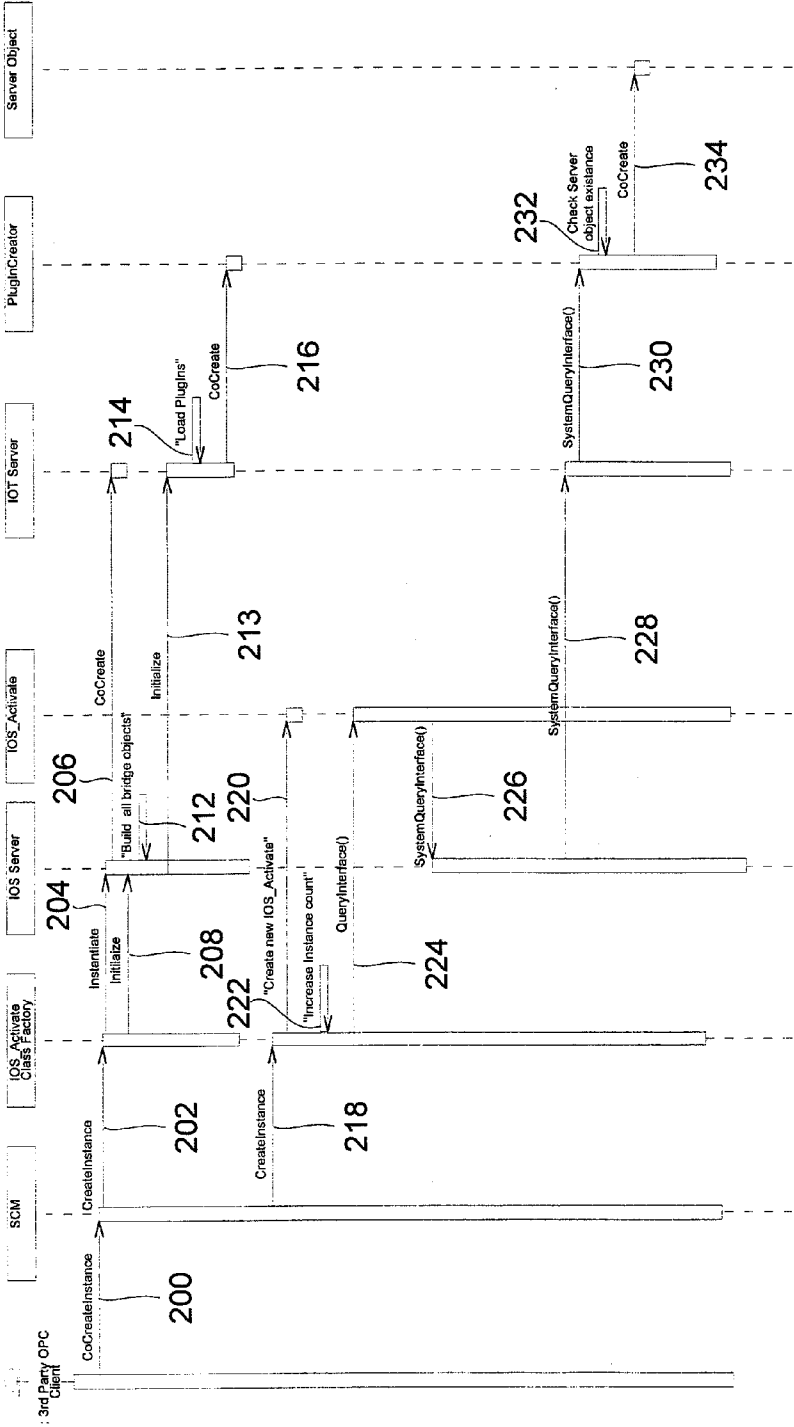 : 3rd Party OPC
Client
SCM
IOS_Activate
Class Factory
IOS Server
IOS_Activate
IOT Server
PlugInCreator
Server Object
CoCreateInstance
200
CreateInstance
202
Instentiate
204
CoCreate
206
Initilaize
208
"Build all bridge objects"
212
Initialize
213
"Load PlugIns"
214
CoCreate
216
CreateInstance
218
"Create new IOS_Activate"
220
"Increase Instance count"
222
QueryInterface()
224
SystemQueryInterface()
226
SystemQueryInterface()
228
SystemQueryInterface()
230
Check Server
object existance
232
CoCreate
234